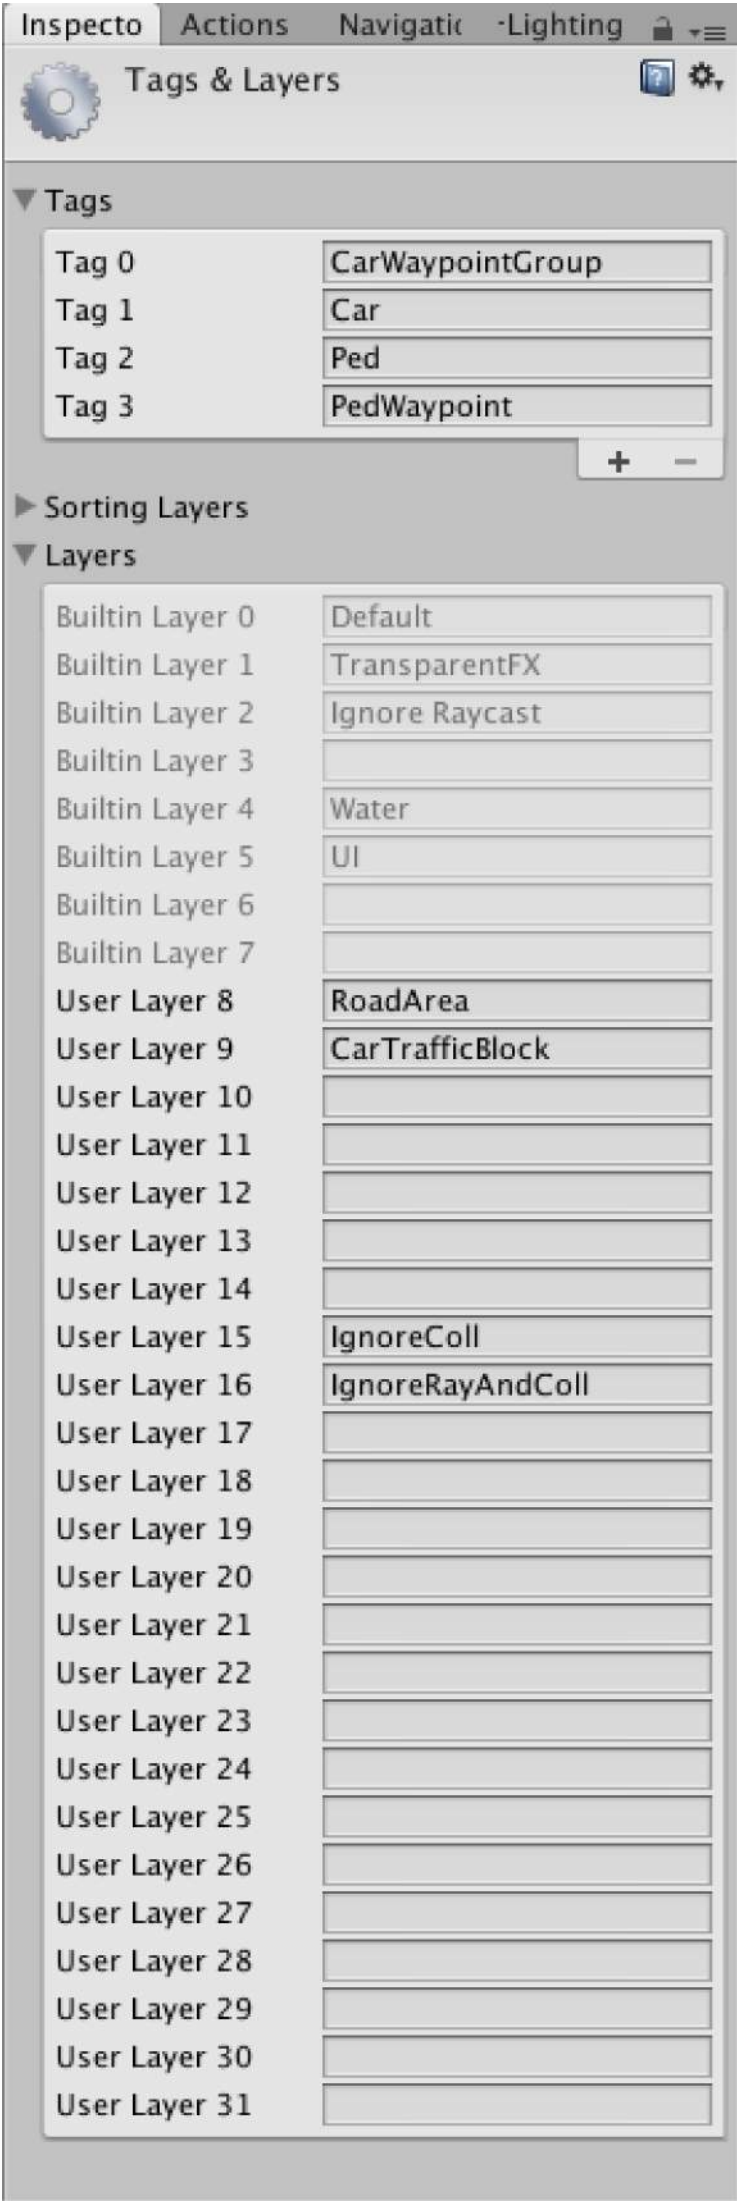 Inspecto Actions Navigatic Lighting
Tags & Layers
Tags
Tag 0 CarWaypointGroup
Tag 1 Car
Tag 2 Ped
Tag 3 PedWaypoint
+ −
Sorting Layers
Layers
Builtin Layer 0 Default
Builtin Layer 1 TransparentFX
Builtin Layer 2 Ignore Raycast
Builtin Layer 3
Builtin Layer 4 Water
Builtin Layer 5 UI
Builtin Layer 6
Builtin Layer 7
User Layer 8 RoadArea
User Layer 9 CarTrafficBlock
User Layer 10
User Layer 11
User Layer 12
User Layer 13
User Layer 14
User Layer 15 IgnoreColl
User Layer 16 IgnoreRayAndColl
User Layer 17
User Layer 18
User Layer 19
User Layer 20
User Layer 21
User Layer 22
User Layer 23
User Layer 24
User Layer 25
User Layer 26
User Layer 27
User Layer 28
User Layer 29
User Layer 30
User Layer 31